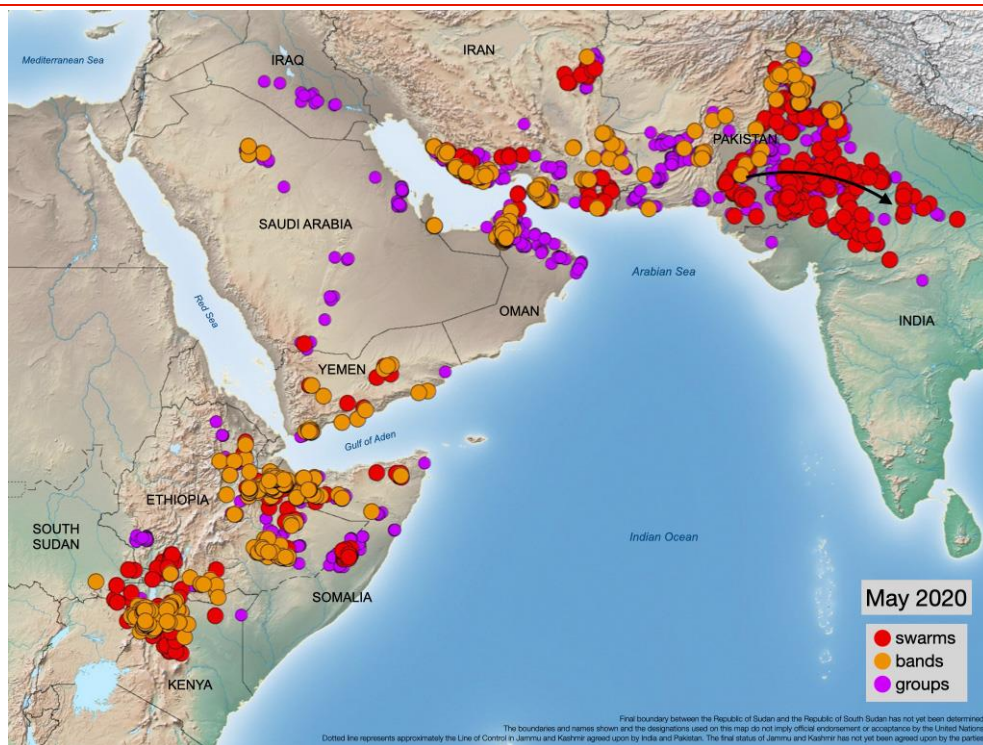 Mediterranean Sea
IRAQ
IRAN
PAKISTAN
SAUDI ARABIA
Red Sea
OMAN
Arabian Sea
INDIA
YEMEN
Gulf of Aden
ETHIOPIA
SOUTH
SUDAN
SOMALIA
Indian Ocean
KENYA
May 2020
swarms
bands
groups
Final boundary between the Republic of Sudan and the Republic of South Sudan has not yet been determined
The boundaries and names shown and the designations used on this map do not imply official endorsement or acceptance by the United Nations
Dotted line represents approximately the Line of Control in Jammu and Kashmir agreed upon by India and Pakistan. The final status of Jammu and Kashmir has not yet been agreed upon by the parties